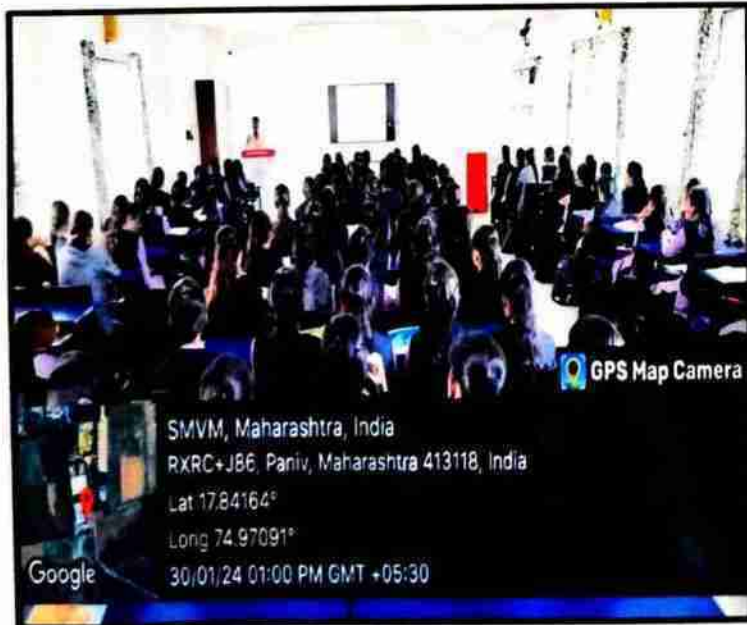 GPS Map Camera
SMVM, Maharashtra, India
RXRC+J86, Paniv, Maharashtra 413118, India
Lat 17.84164°
Long 74.97091°
30/01/24 01:00 PM GMT +05:30
Google